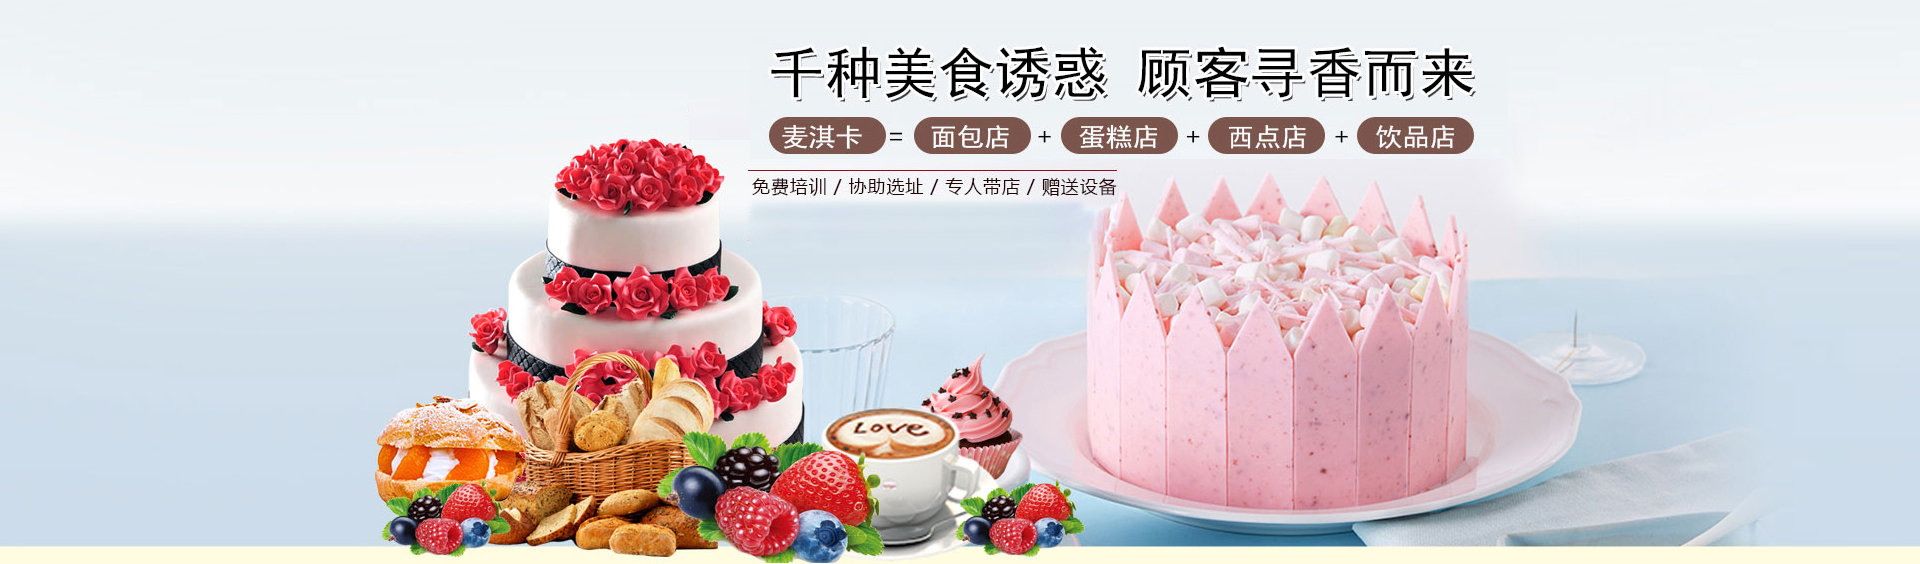 千种美食诱惑 顾客寻香而来
麦淇卡 = 面包店 + 蛋糕店 + 西点店 + 饮品店
免费培训 / 协助选址 / 专人带店 / 赠送设备
Love